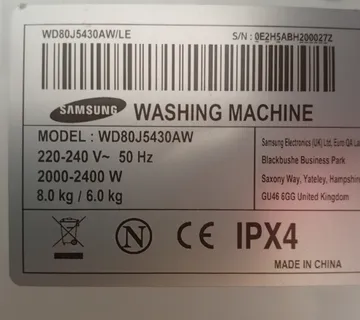 WD80J5430AW/LE S/N : 0E2H5ABH200027Z
SAMSUNG WASHING MACHINE
MODEL : WD80J5430AW
220-240 V~ 50 Hz
2000-2400 W
8.0 kg / 6.0 kg
Samsung Electronics (UK) Ltd, Euro QA La
Blackbushe Business Park
Saxony Way, Yateley, Hampshir
GU46 6GG United Kingdom
N CE IPX4
MADE IN CHINA